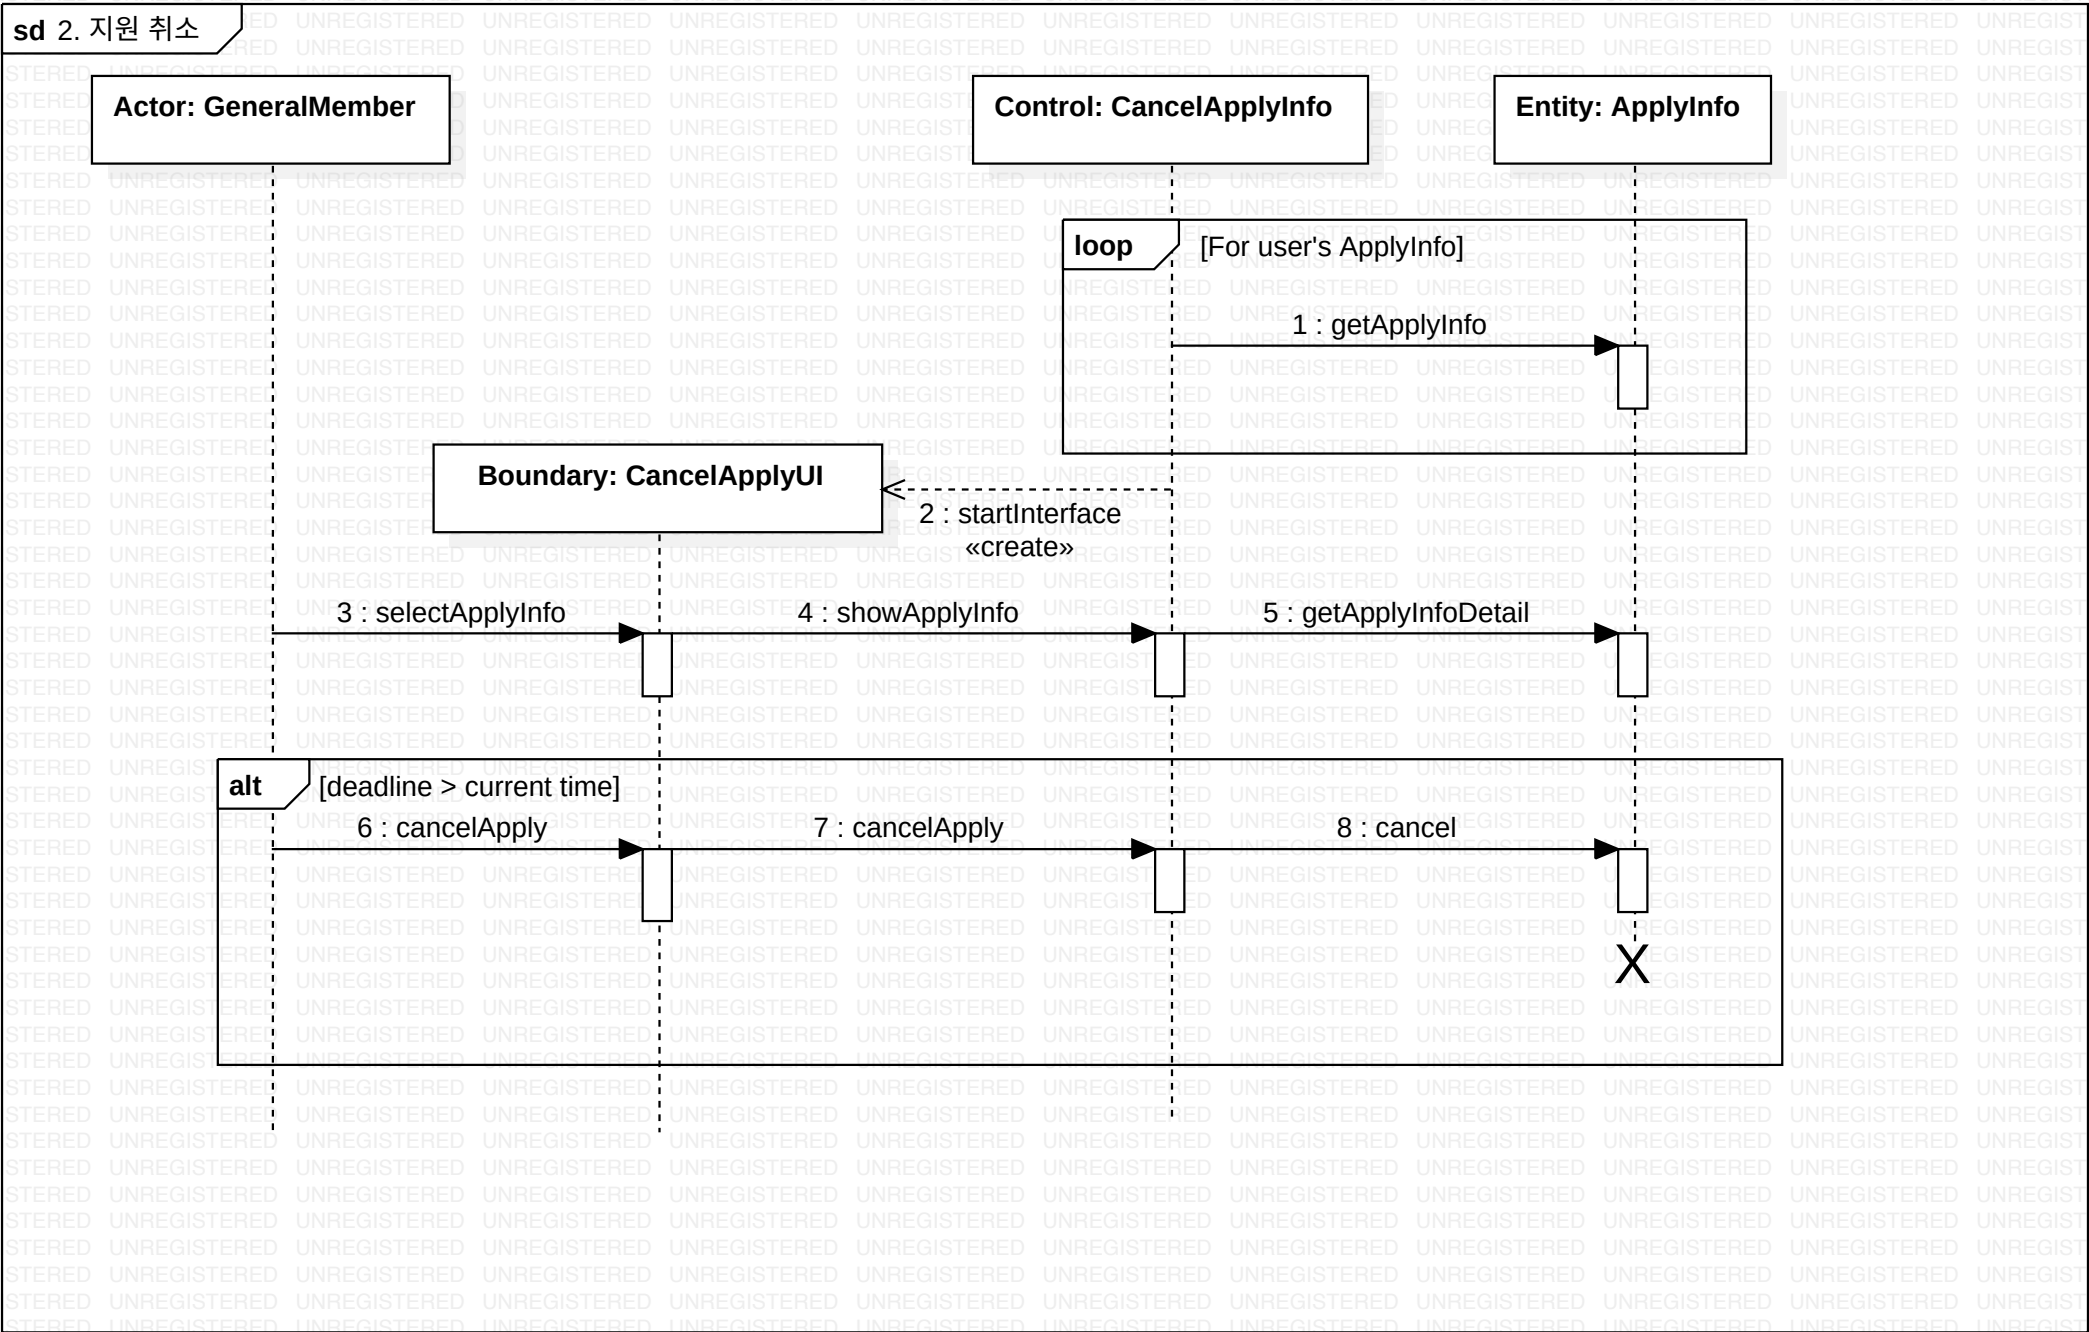 sd 2. 지원 취소
Actor: GeneralMember
Control: CancelApplyInfo
Entity: ApplyInfo
loop [For user's ApplyInfo]
1 : getApplyInfo
Boundary: CancelApplyUI
2 : startInterface
«create»
3 : selectApplyInfo
4 : showApplyInfo
5 : getApplyInfoDetail
alt [deadline > current time]
6 : cancelApply
7 : cancelApply
8 : cancel
X
UNREGISTERED